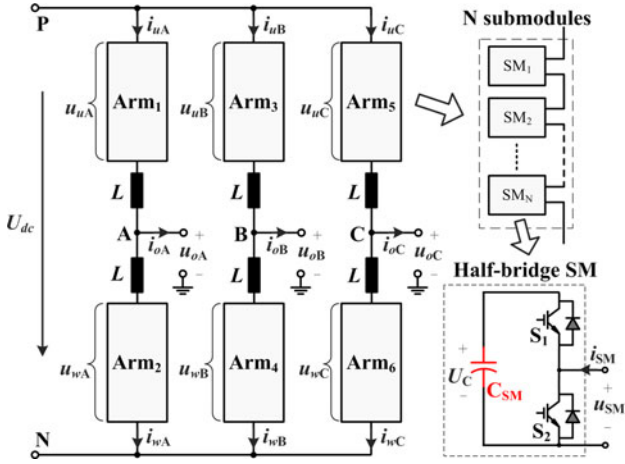 P
i_uA
i_uB
i_uC
N submodules
u_uA
Arm₁
u_uB
Arm₃
u_uC
Arm₅
SM₁
SM₂
SM_N
L
L
L
U_dc
A
i_oA
+
u_oA
−
B
i_oB
+
u_oB
−
C
i_oC
+
u_oC
−
L
L
L
Half-bridge SM
u_wA
Arm₂
u_wB
Arm₄
u_wC
Arm₆
S₁
i_SM
+
U_C
−
C_SM
+
u_SM
−
S₂
N
i_wA
i_wB
i_wC